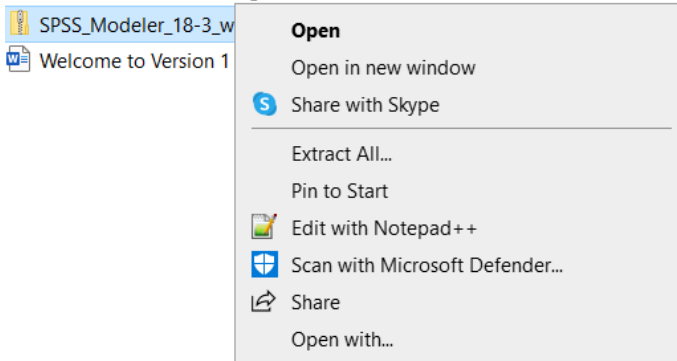 SPSS_Modeler_18-3_w
Welcome to Version 1
Open
Open in new window
Share with Skype
Extract All...
Pin to Start
Edit with Notepad++
Scan with Microsoft Defender...
Share
Open with...